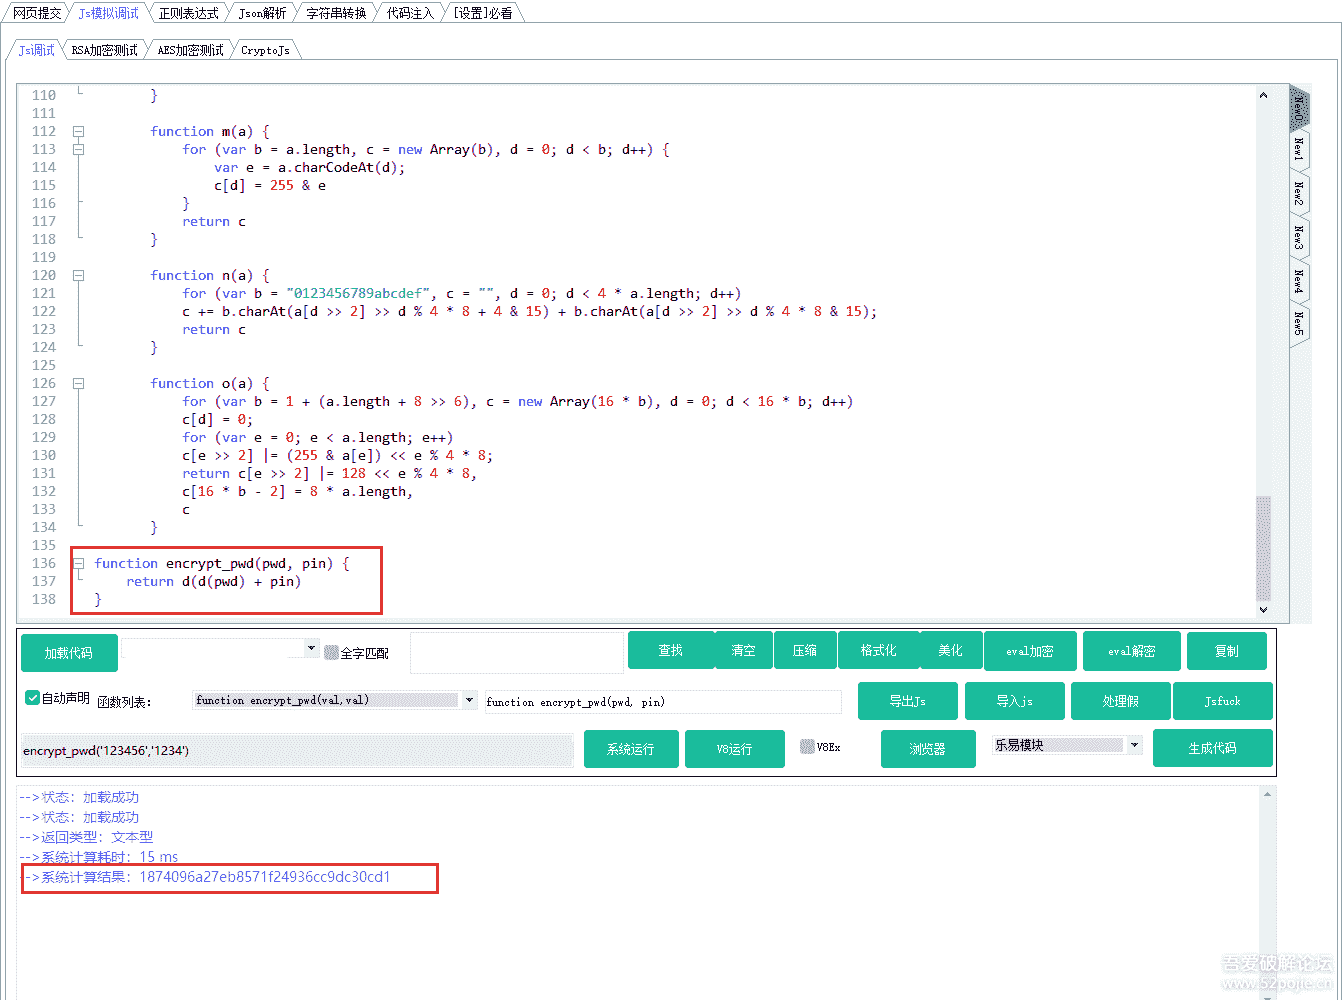 网页提交 Js模拟调试 正则表达式 Json解析 字符串转换 代码注入 [设置]必看
Js调试 RSA加密测试 AES加密测试 CryptoJs
110 }
111
112 function m(a) {
113 for (var b = a.length, c = new Array(b), d = 0; d < b; d++) {
114 var e = a.charCodeAt(d);
115 c[d] = 255 & e
116 }
117 return c
118 }
119
120 function n(a) {
121 for (var b = "0123456789abcdef", c = "", d = 0; d < 4 * a.length; d++)
122 c += b.charAt(a[d >> 2] >> d % 4 * 8 + 4 & 15) + b.charAt(a[d >> 2] >> d % 4 * 8 & 15);
123 return c
124 }
125
126 function o(a) {
127 for (var b = 1 + (a.length + 8 >> 6), c = new Array(16 * b), d = 0; d < 16 * b; d++)
128 c[d] = 0;
129 for (var e = 0; e < a.length; e++)
130 c[e >> 2] |= (255 & a[e]) << e % 4 * 8;
131 return c[e >> 2] |= 128 << e % 4 * 8,
132 c[16 * b - 2] = 8 * a.length,
133 c
134 }
135
136 function encrypt_pwd(pwd, pin) {
137 return d(d(pwd) + pin)
138 }
New0
New1
New2
New3
New4
New5
加载代码 全字匹配 查找 清空 压缩 格式化 美化 eval加密 eval解密 复制
自动声明 函数列表: function encrypt_pwd(val,val) function encrypt_pwd(pwd, pin) 导出Js 导入js 处理假 Jsfuck
encrypt_pwd('123456','1234') 系统运行 V8运行 V8Ex 浏览器 乐易模块 生成代码
-->状态：加载成功
-->状态：加载成功
-->返回类型：文本型
-->系统计算耗时：15 ms
-->系统计算结果：1874096a27eb8571f24936cc9dc30cd1
吾爱破解论坛
www.52pojie.cn